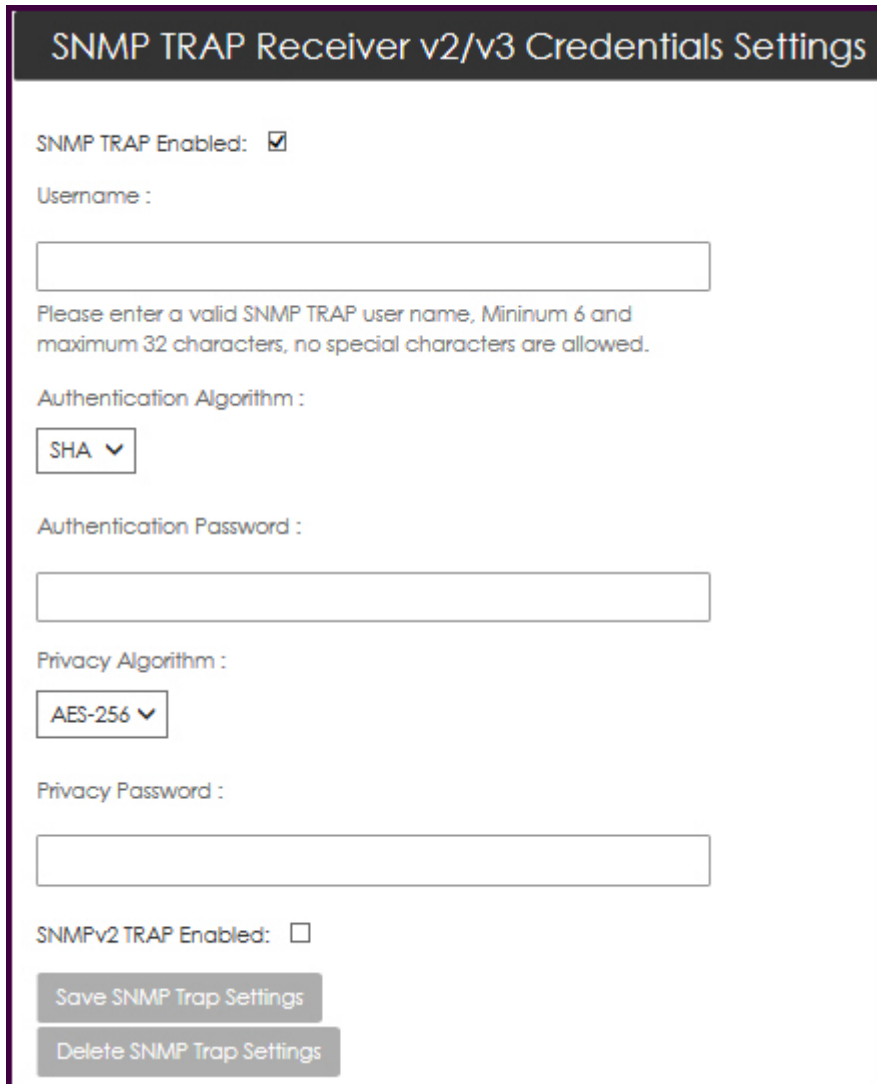 SNMP TRAP Receiver v2/v3 Credentials Settings
SNMP TRAP Enabled:
Username :
Please enter a valid SNMP TRAP user name, Mininum 6 and
maximum 32 characters, no special characters are allowed.
Authentication Algorithm :
SHA
Authentication Password :
Privacy Algorithm :
AES-256
Privacy Password :
SNMPv2 TRAP Enabled:
Save SNMP Trap Settings
Delete SNMP Trap Settings